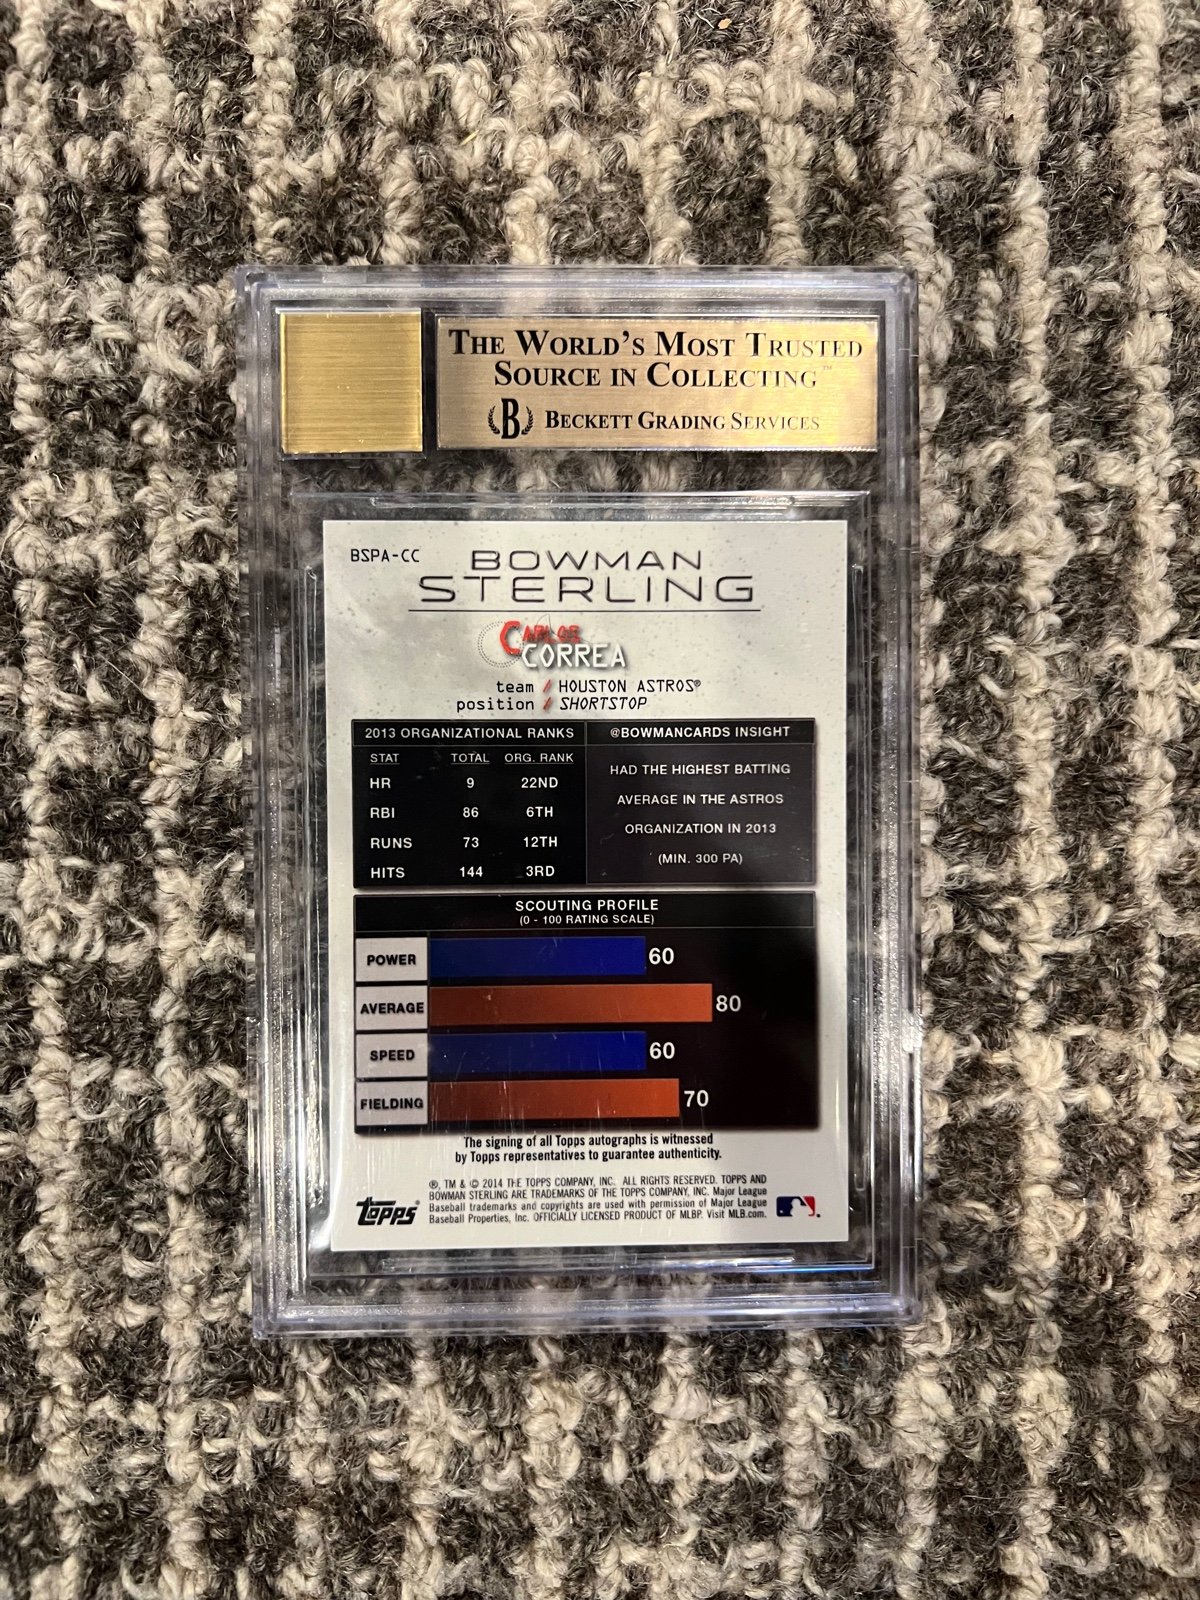 THE WORLD'S MOST TRUSTED
SOURCE IN COLLECTING™
B BECKETT GRADING SERVICES
BSPA-CC
BOWMAN
STERLING
CARLOS
CORREA
team / HOUSTON ASTROS®
position / SHORTSTOP
2013 ORGANIZATIONAL RANKS
STAT TOTAL ORG. RANK
HR 9 22ND
RBI 86 6TH
RUNS 73 12TH
HITS 144 3RD
@BOWMANCARDS INSIGHT
HAD THE HIGHEST BATTING
AVERAGE IN THE ASTROS
ORGANIZATION IN 2013
(MIN. 300 PA)
SCOUTING PROFILE
(0 - 100 RATING SCALE)
POWER 60
AVERAGE 80
SPEED 60
FIELDING 70
The signing of all Topps autographs is witnessed
by Topps representatives to guarantee authenticity.
®, TM & © 2014 THE TOPPS COMPANY, INC. ALL RIGHTS RESERVED. TOPPS AND
BOWMAN STERLING ARE TRADEMARKS OF THE TOPPS COMPANY, INC. Major League
Baseball trademarks and copyrights are used with permission of Major League
Baseball Properties, Inc. OFFICIALLY LICENSED PRODUCT OF MLBP. Visit MLB.com.
Topps®